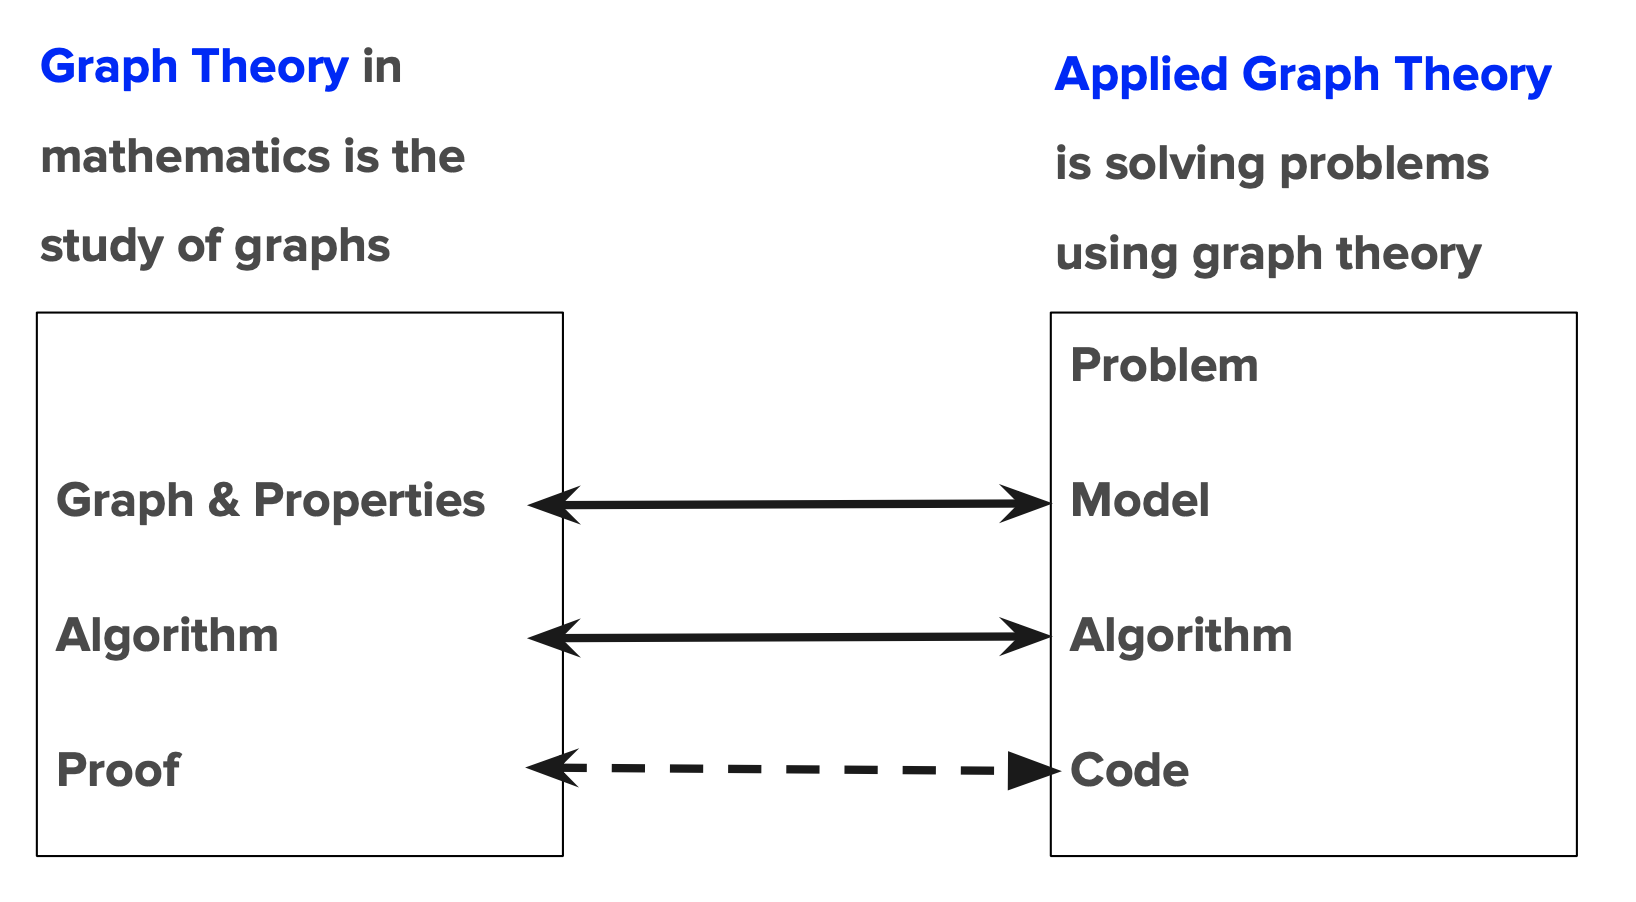 Graph Theory in
mathematics is the
study of graphs
Applied Graph Theory
is solving problems
using graph theory
Graph & Properties
Algorithm
Proof
Problem
Model
Algorithm
Code